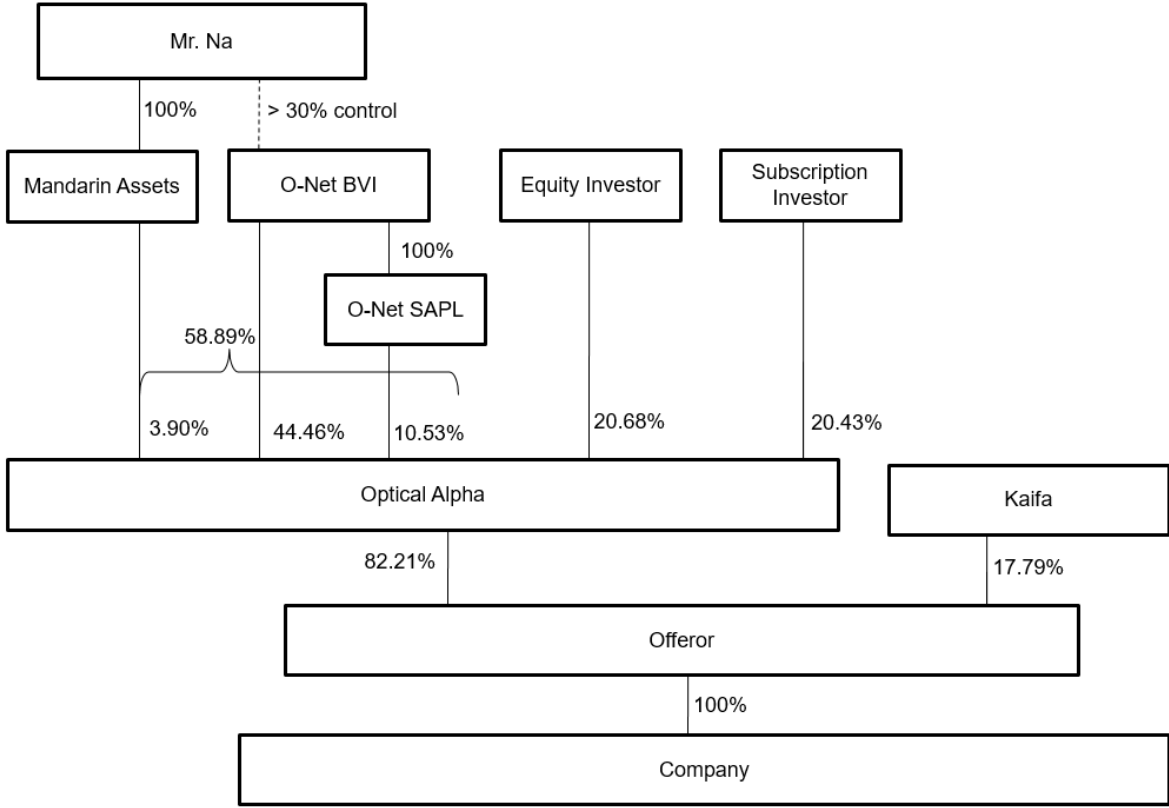 Mr. Na
100%
> 30% control
Mandarin Assets
O-Net BVI
Equity Investor
Subscription
Investor
100%
O-Net SAPL
58.89%
3.90%
44.46%
10.53%
20.68%
20.43%
Optical Alpha
Kaifa
82.21%
17.79%
Offeror
100%
Company